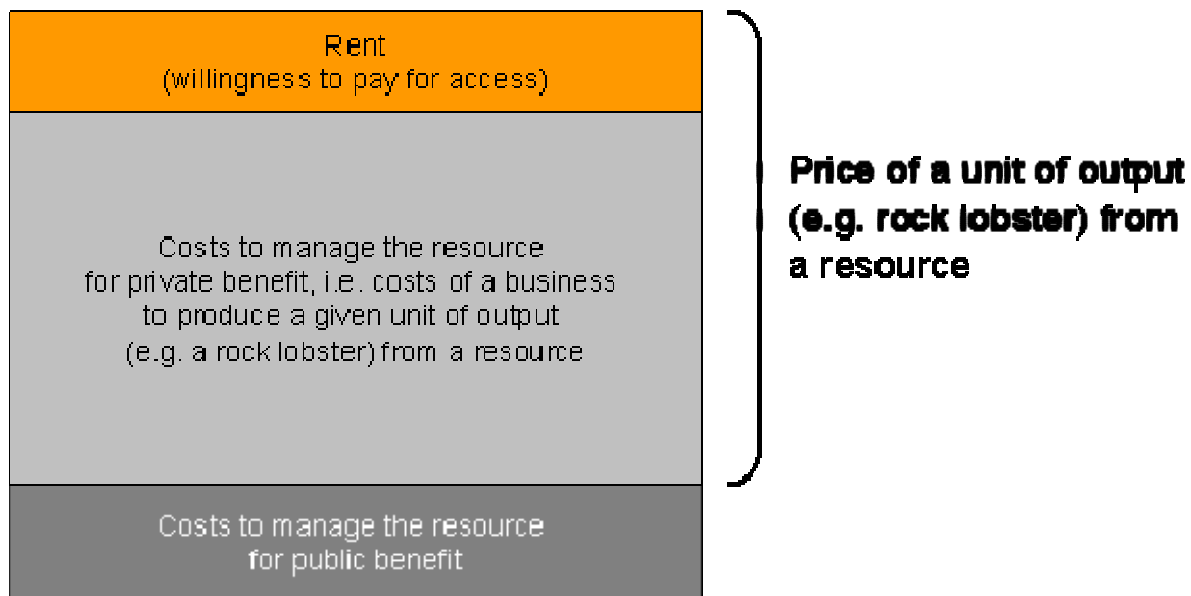 Rent
(willingness to pay for access)
Costs to manage the resource
for private benefit, i.e. costs of a business
to produce a given unit of output
(e.g. a rock lobster) from a resource
Costs to manage the resource
for public benefit
Price of a unit of output
(e.g. rock lobster) from
a resource